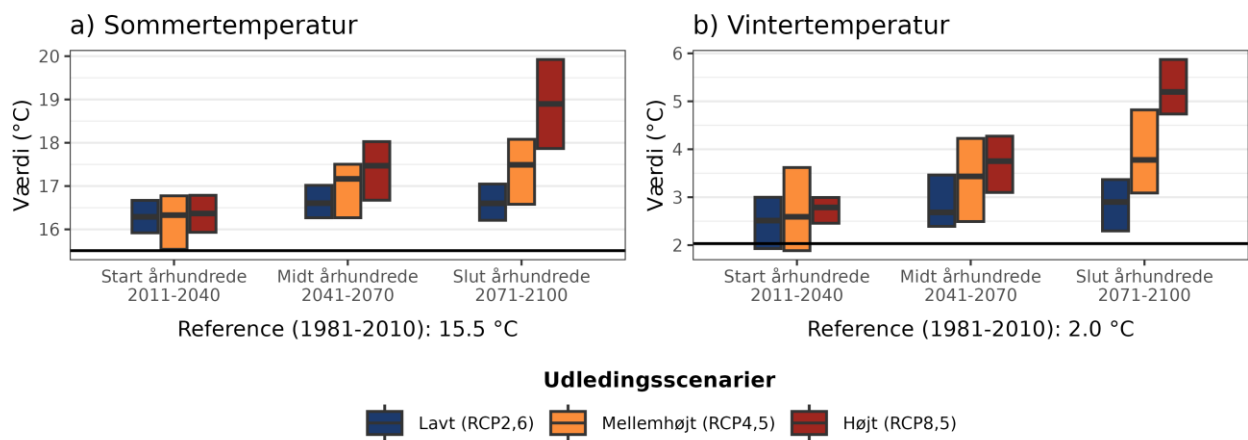 a) Sommertemperatur
Værdi (°C)
20
19
18
17
16
Start århundrede
2011-2040
Midt århundrede
2041-2070
Slut århundrede
2071-2100
Reference (1981-2010): 15.5 °C
b) Vintertemperatur
Værdi (°C)
6
5
4
3
2
Start århundrede
2011-2040
Midt århundrede
2041-2070
Slut århundrede
2071-2100
Reference (1981-2010): 2.0 °C
Udledingsscenarier
Lavt (RCP2,6)
Mellemhøjt (RCP4,5)
Højt (RCP8,5)